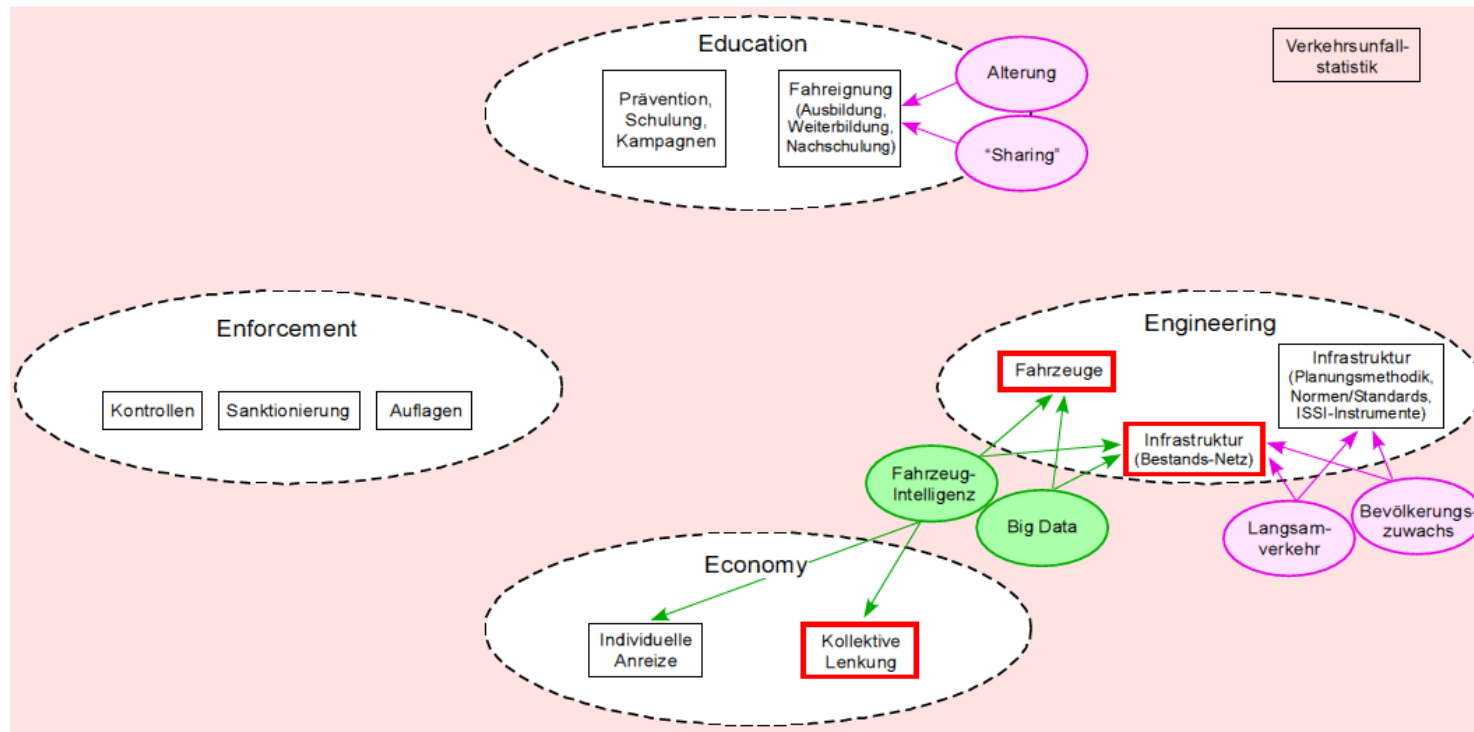 Education
Prävention,
Schulung,
Kampagnen
Fahreignung
(Ausbildung,
Weiterbildung,
Nachschulung)
Alterung
“Sharing”
Verkehrsunfall-
statistik
Enforcement
Kontrollen
Sanktionierung
Auflagen
Engineering
Fahrzeuge
Infrastruktur
(Planungsmethodik,
Normen/Standards,
ISSI-Instrumente)
Infrastruktur
(Bestands-Netz)
Fahrzeug-
Intelligenz
Big Data
Langsam-
verkehr
Bevölkerungs-
zuwachs
Economy
Individuelle
Anreize
Kollektive
Lenkung